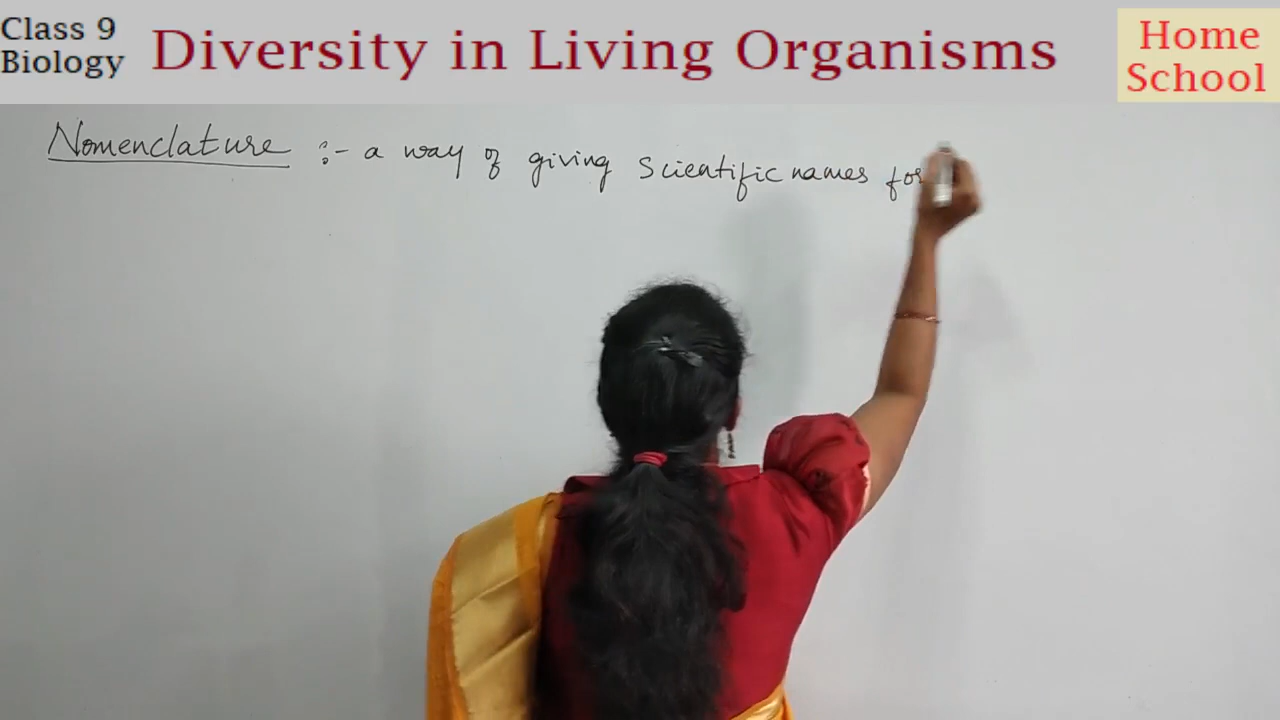 Class 9
Biology
Diversity in Living Organisms
Home
School
Nomenclature :- a way of giving scientific names for